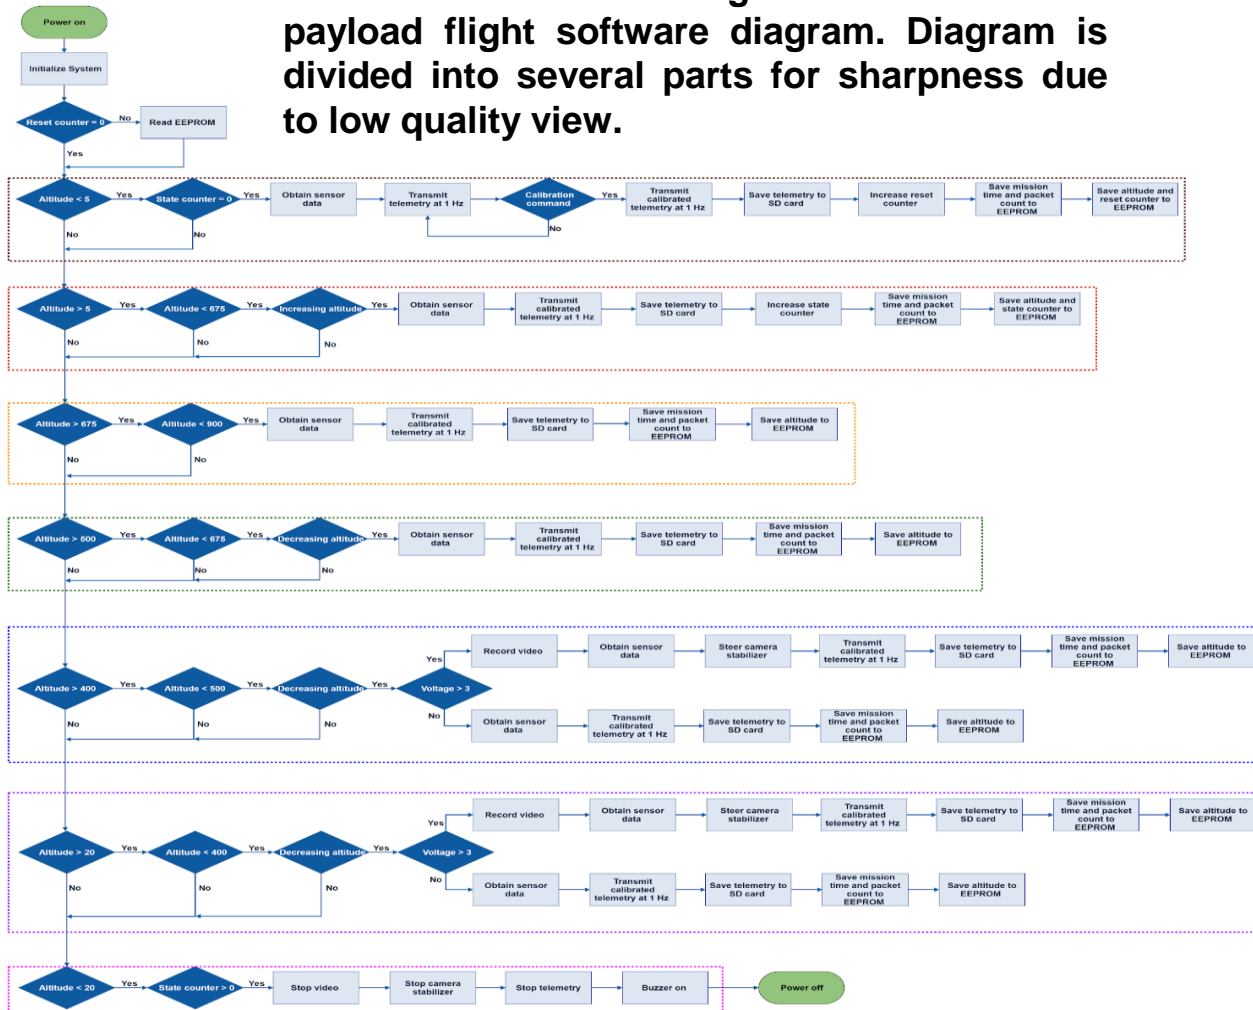 payload flight software diagram. Diagram is
divided into several parts for sharpness due
to low quality view.
Power on
Initialize System
Reset counter = 0
No
Read EEPROM
Yes
Altitude < 5
Yes
State counter = 0
Yes
Obtain sensor
data
Transmit
telemetry at 1 Hz
Calibration
command
Yes
Transmit
calibrated
telemetry at 1 Hz
Save telemetry to
SD card
Increase reset
counter
Save mission
time and packet
count to
EEPROM
Save altitude and
reset counter to
EEPROM
No
No
No
Altitude > 5
Yes
Altitude < 675
Yes
Increasing altitude
Yes
Obtain sensor
data
Transmit
calibrated
telemetry at 1 Hz
Save telemetry to
SD card
Increase state
counter
Save mission
time and packet
count to
EEPROM
Save altitude and
state counter to
EEPROM
No
No
No
Altitude > 675
Yes
Altitude < 900
Yes
Obtain sensor
data
Transmit
calibrated
telemetry at 1 Hz
Save telemetry to
SD card
Save mission
time and packet
count to
EEPROM
Save altitude to
EEPROM
No
No
Altitude > 500
Yes
Altitude < 675
Yes
Decreasing altitude
Yes
Obtain sensor
data
Transmit
calibrated
telemetry at 1 Hz
Save telemetry to
SD card
Save mission
time and packet
count to
EEPROM
Save altitude to
EEPROM
No
No
No
Altitude > 400
Yes
Altitude < 500
Yes
Decreasing altitude
Yes
Voltage > 3
Yes
Record video
Obtain sensor
data
Steer camera
stabilizer
Transmit
calibrated
telemetry at 1 Hz
Save telemetry to
SD card
Save mission
time and packet
count to
EEPROM
Save altitude to
EEPROM
No
Obtain sensor
data
Transmit
calibrated
telemetry at 1 Hz
Save telemetry to
SD card
Save mission
time and packet
count to
EEPROM
Save altitude to
EEPROM
No
No
No
Altitude > 20
Yes
Altitude < 400
Yes
Decreasing altitude
Yes
Voltage > 3
Yes
Record video
Obtain sensor
data
Steer camera
stabilizer
Transmit
calibrated
telemetry at 1 Hz
Save telemetry to
SD card
Save mission
time and packet
count to
EEPROM
Save altitude to
EEPROM
No
Obtain sensor
data
Transmit
calibrated
telemetry at 1 Hz
Save telemetry to
SD card
Save mission
time and packet
count to
EEPROM
Save altitude to
EEPROM
No
No
No
Altitude < 20
Yes
State counter > 0
Yes
Stop video
Stop camera
stabilizer
Stop telemetry
Buzzer on
Power off